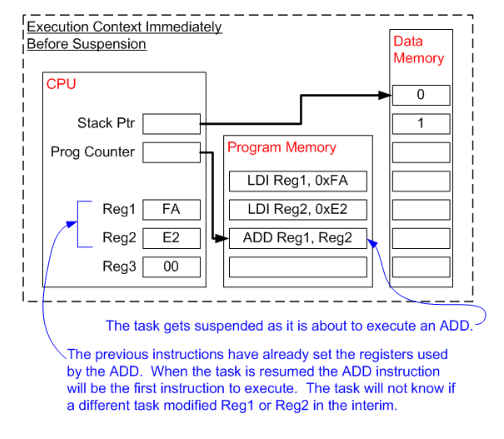 Execution Context Immediately
Before Suspension
Data
Memory
CPU
0
Stack Ptr
1
Prog Counter
Program Memory
LDI Reg1, 0xFA
Reg1 FA
LDI Reg2, 0xE2
Reg2 E2
ADD Reg1, Reg2
Reg3 00
The task gets suspended as it is about to execute an ADD.
The previous instructions have already set the registers used
by the ADD. When the task is resumed the ADD instruction
will be the first instruction to execute. The task will not know if
a different task modified Reg1 or Reg2 in the interim.